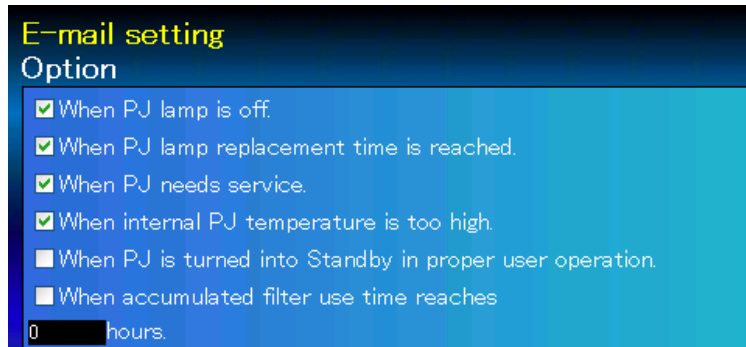 E-mail setting
Option
When PJ lamp is off.
When PJ lamp replacement time is reached.
When PJ needs service.
When internal PJ temperature is too high.
When PJ is turned into Standby in proper user operation.
When accumulated filter use time reaches
0 hours.